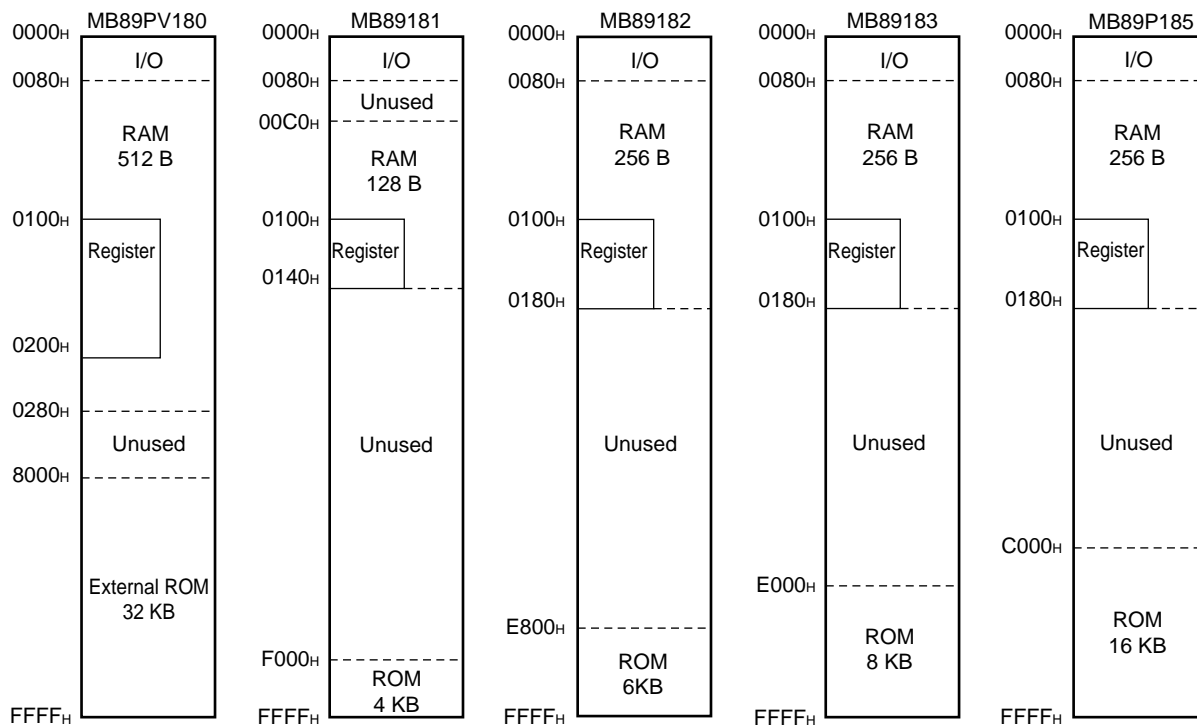 MB89PV180
0000H
I/O
0080H
RAM
512 B
0100H
Register
0200H
0280H
Unused
8000H
External ROM
32 KB
FFFFH
MB89181
0000H
I/O
0080H
Unused
00C0H
RAM
128 B
0100H
Register
0140H
Unused
F000H
ROM
4 KB
FFFFH
MB89182
0000H
I/O
0080H
RAM
256 B
0100H
Register
0180H
Unused
E800H
ROM
6KB
FFFFH
MB89183
0000H
I/O
0080H
RAM
256 B
0100H
Register
0180H
Unused
E000H
ROM
8 KB
FFFFH
MB89P185
0000H
I/O
0080H
RAM
256 B
0100H
Register
0180H
Unused
C000H
ROM
16 KB
FFFFH